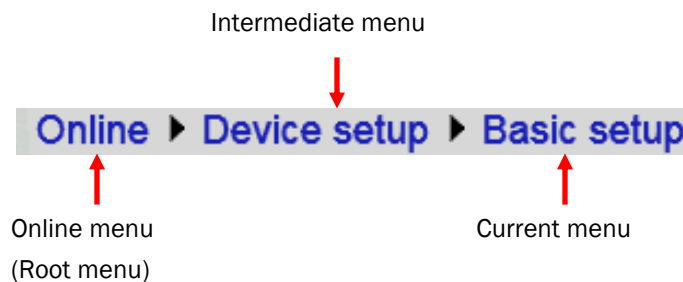 Intermediate menu
Online ▶ Device setup ▶ Basic setup
Online menu
(Root menu)
Current menu